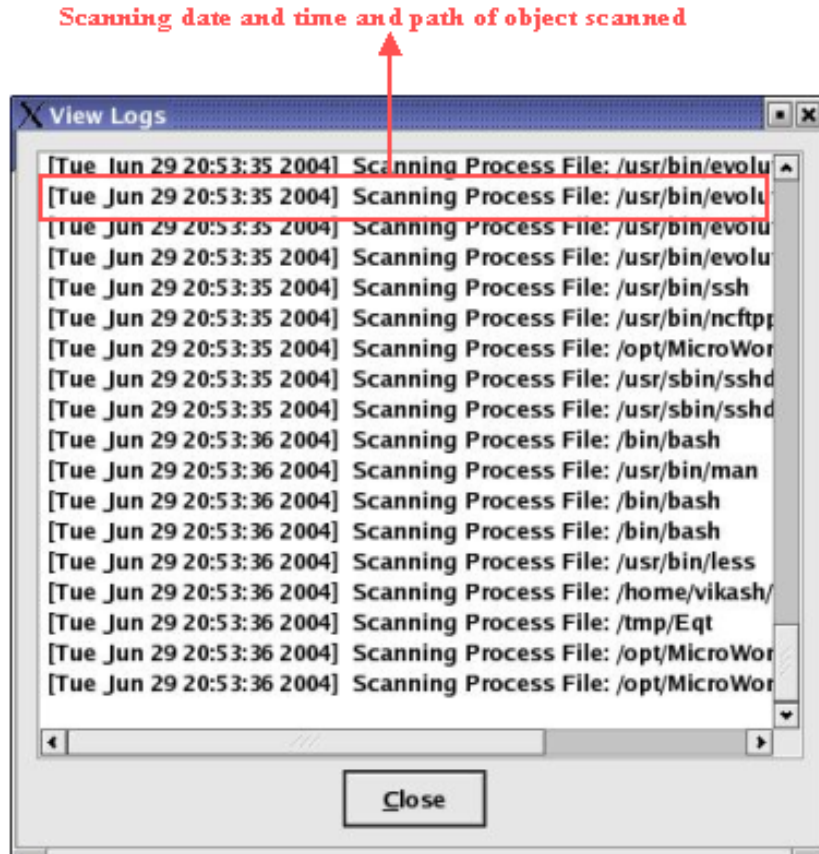 Scanning date and time and path of object scanned
View Logs
[Tue Jun 29 20:53:35 2004] Scanning Process File: /usr/bin/evolu
[Tue Jun 29 20:53:35 2004] Scanning Process File: /usr/bin/evolu
[Tue Jun 29 20:53:35 2004] Scanning Process File: /usr/bin/evolu
[Tue Jun 29 20:53:35 2004] Scanning Process File: /usr/bin/evolu
[Tue Jun 29 20:53:35 2004] Scanning Process File: /usr/bin/ssh
[Tue Jun 29 20:53:35 2004] Scanning Process File: /usr/bin/ncftpp
[Tue Jun 29 20:53:35 2004] Scanning Process File: /opt/MicroWor
[Tue Jun 29 20:53:35 2004] Scanning Process File: /usr/sbin/sshd
[Tue Jun 29 20:53:35 2004] Scanning Process File: /usr/sbin/sshd
[Tue Jun 29 20:53:36 2004] Scanning Process File: /bin/bash
[Tue Jun 29 20:53:36 2004] Scanning Process File: /usr/bin/man
[Tue Jun 29 20:53:36 2004] Scanning Process File: /bin/bash
[Tue Jun 29 20:53:36 2004] Scanning Process File: /bin/bash
[Tue Jun 29 20:53:36 2004] Scanning Process File: /usr/bin/less
[Tue Jun 29 20:53:36 2004] Scanning Process File: /home/vikash/
[Tue Jun 29 20:53:36 2004] Scanning Process File: /tmp/Eqt
[Tue Jun 29 20:53:36 2004] Scanning Process File: /opt/MicroWor
[Tue Jun 29 20:53:36 2004] Scanning Process File: /opt/MicroWor
Close